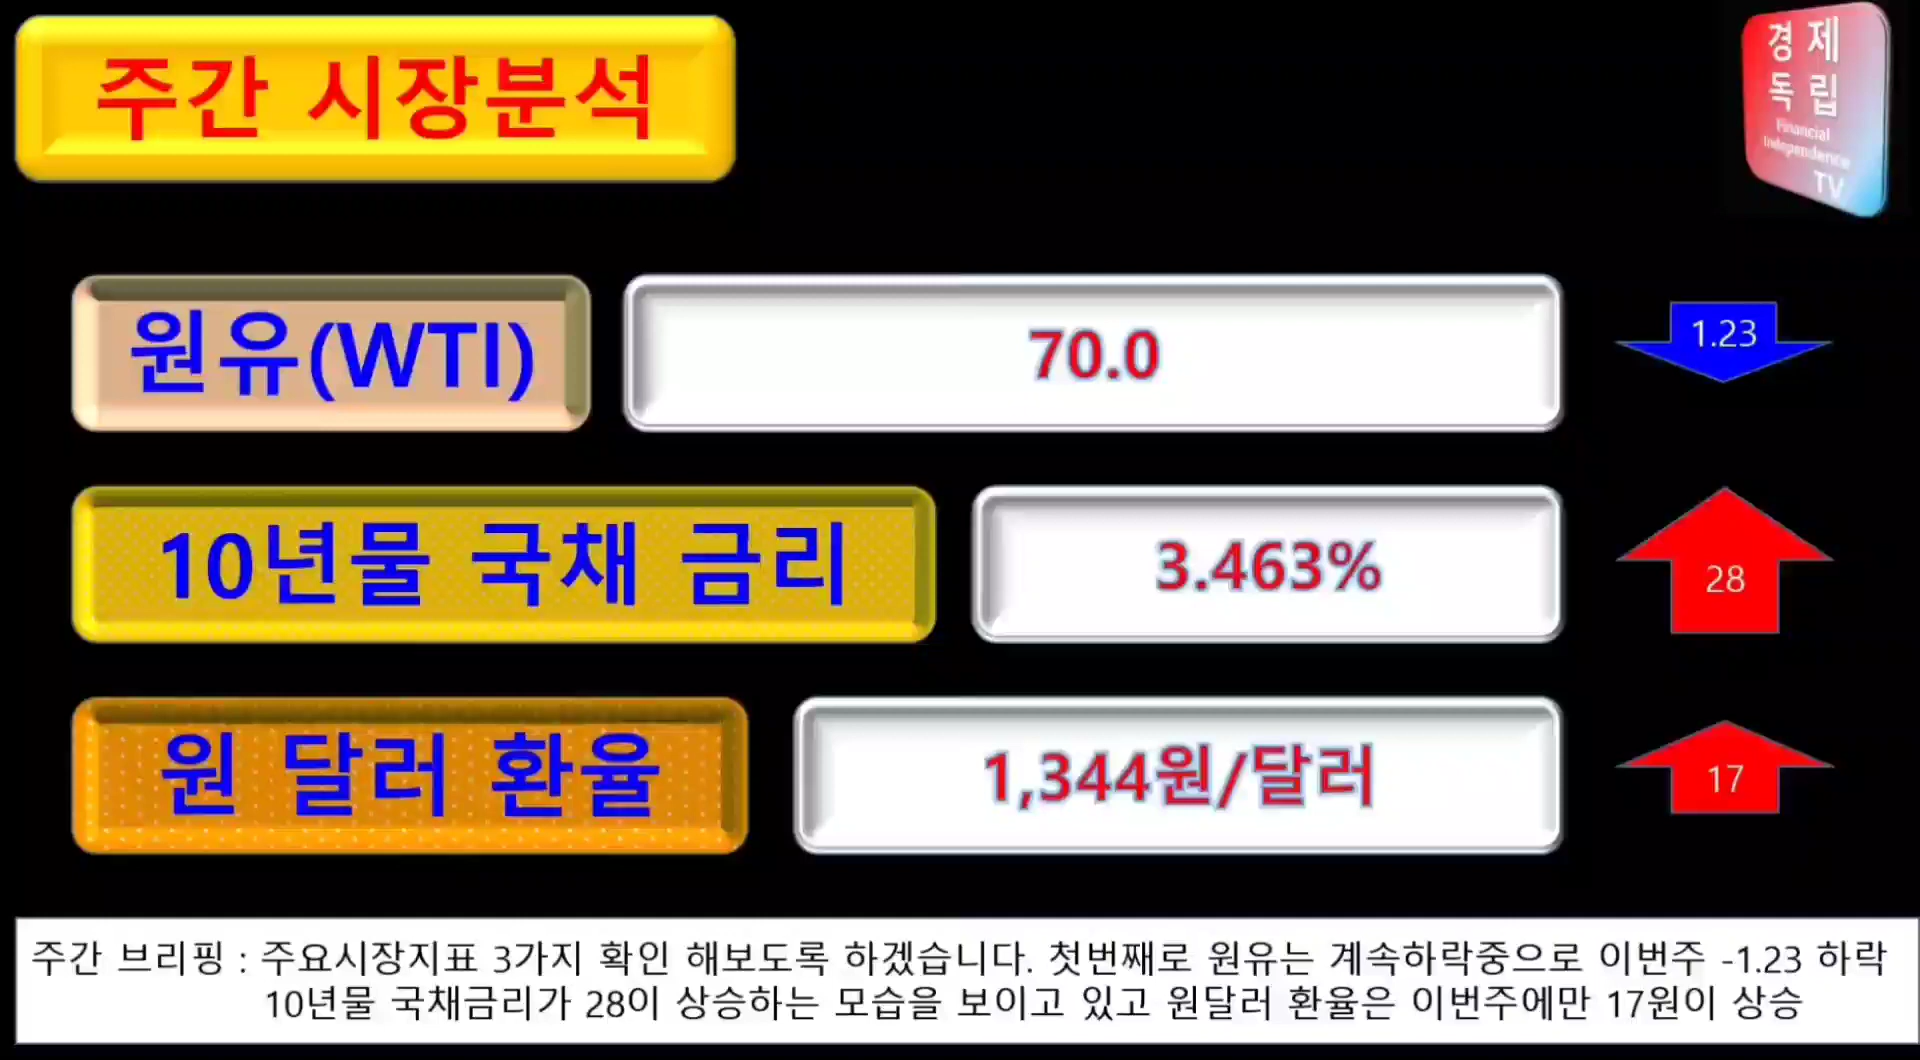 주간 시장분석
경제
독립
Financial
Independence
TV
원유(WTI)
70.0
1.23
10년물 국채 금리
3.463%
28
원 달러 환율
1,344원/달러
17
주간 브리핑 : 주요시장지표 3가지 확인 해보도록 하겠습니다. 첫번째로 원유는 계속하락중으로 이번주 -1.23 하락
10년물 국채금리가 28이 상승하는 모습을 보이고 있고 원달러 환율은 이번주에만 17원이 상승